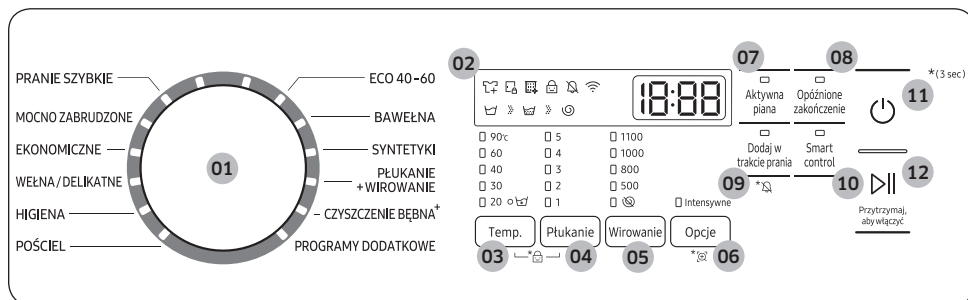 PRANIE SZYBKIE
MOCNO ZABRUDZONE
EKONOMICZNE
WEŁNA/DELIKATNE
HIGIENA
POŚCIEL
01
ECO 40-60
BAWEŁNA
SYNTETYKI
PŁUKANIE
+WIROWANIE
CZYSZCZENIE BĘBNA+
PROGRAMY DODATKOWE
02
18:88
90°c 5 1100
60 4 1000
40 3 800
30 2 500
20 1
Intensywne
Temp. Płukanie Wirowanie Opcje
03 * 04 05 * 06
07 08
Aktywna
piana
Opóźnione
zakończenie
Dodaj w
trakcie prania
Smart
control
09 * 10
*(3 sec)
11
12
Przytrzymaj,
aby włączyć